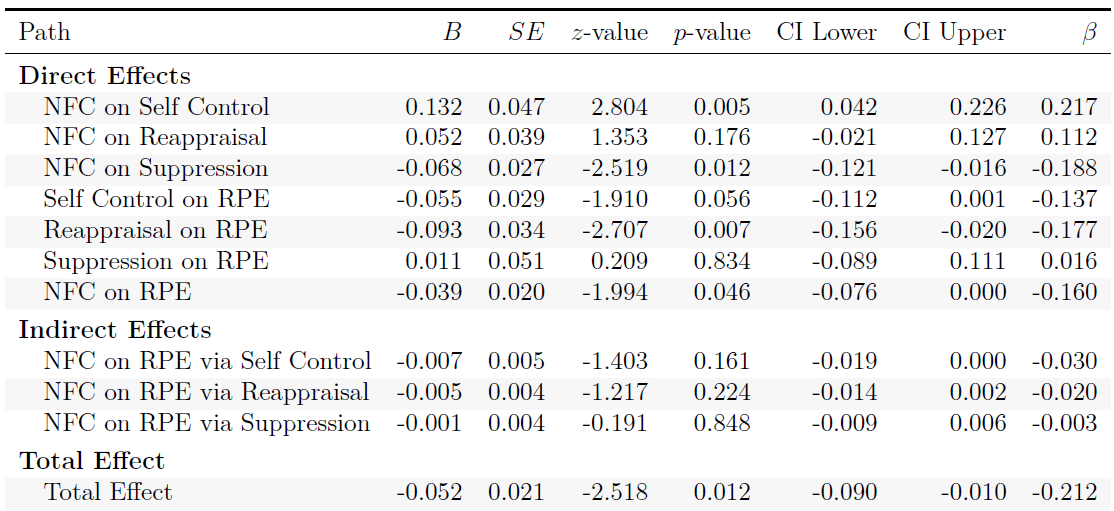 Path B SE z-value p-value CI Lower CI Upper β
Direct Effects
NFC on Self Control 0.132 0.047 2.804 0.005 0.042 0.226 0.217
NFC on Reappraisal 0.052 0.039 1.353 0.176 -0.021 0.127 0.112
NFC on Suppression -0.068 0.027 -2.519 0.012 -0.121 -0.016 -0.188
Self Control on RPE -0.055 0.029 -1.910 0.056 -0.112 0.001 -0.137
Reappraisal on RPE -0.093 0.034 -2.707 0.007 -0.156 -0.020 -0.177
Suppression on RPE 0.011 0.051 0.209 0.834 -0.089 0.111 0.016
NFC on RPE -0.039 0.020 -1.994 0.046 -0.076 0.000 -0.160
Indirect Effects
NFC on RPE via Self Control -0.007 0.005 -1.403 0.161 -0.019 0.000 -0.030
NFC on RPE via Reappraisal -0.005 0.004 -1.217 0.224 -0.014 0.002 -0.020
NFC on RPE via Suppression -0.001 0.004 -0.191 0.848 -0.009 0.006 -0.003
Total Effect
Total Effect -0.052 0.021 -2.518 0.012 -0.090 -0.010 -0.212